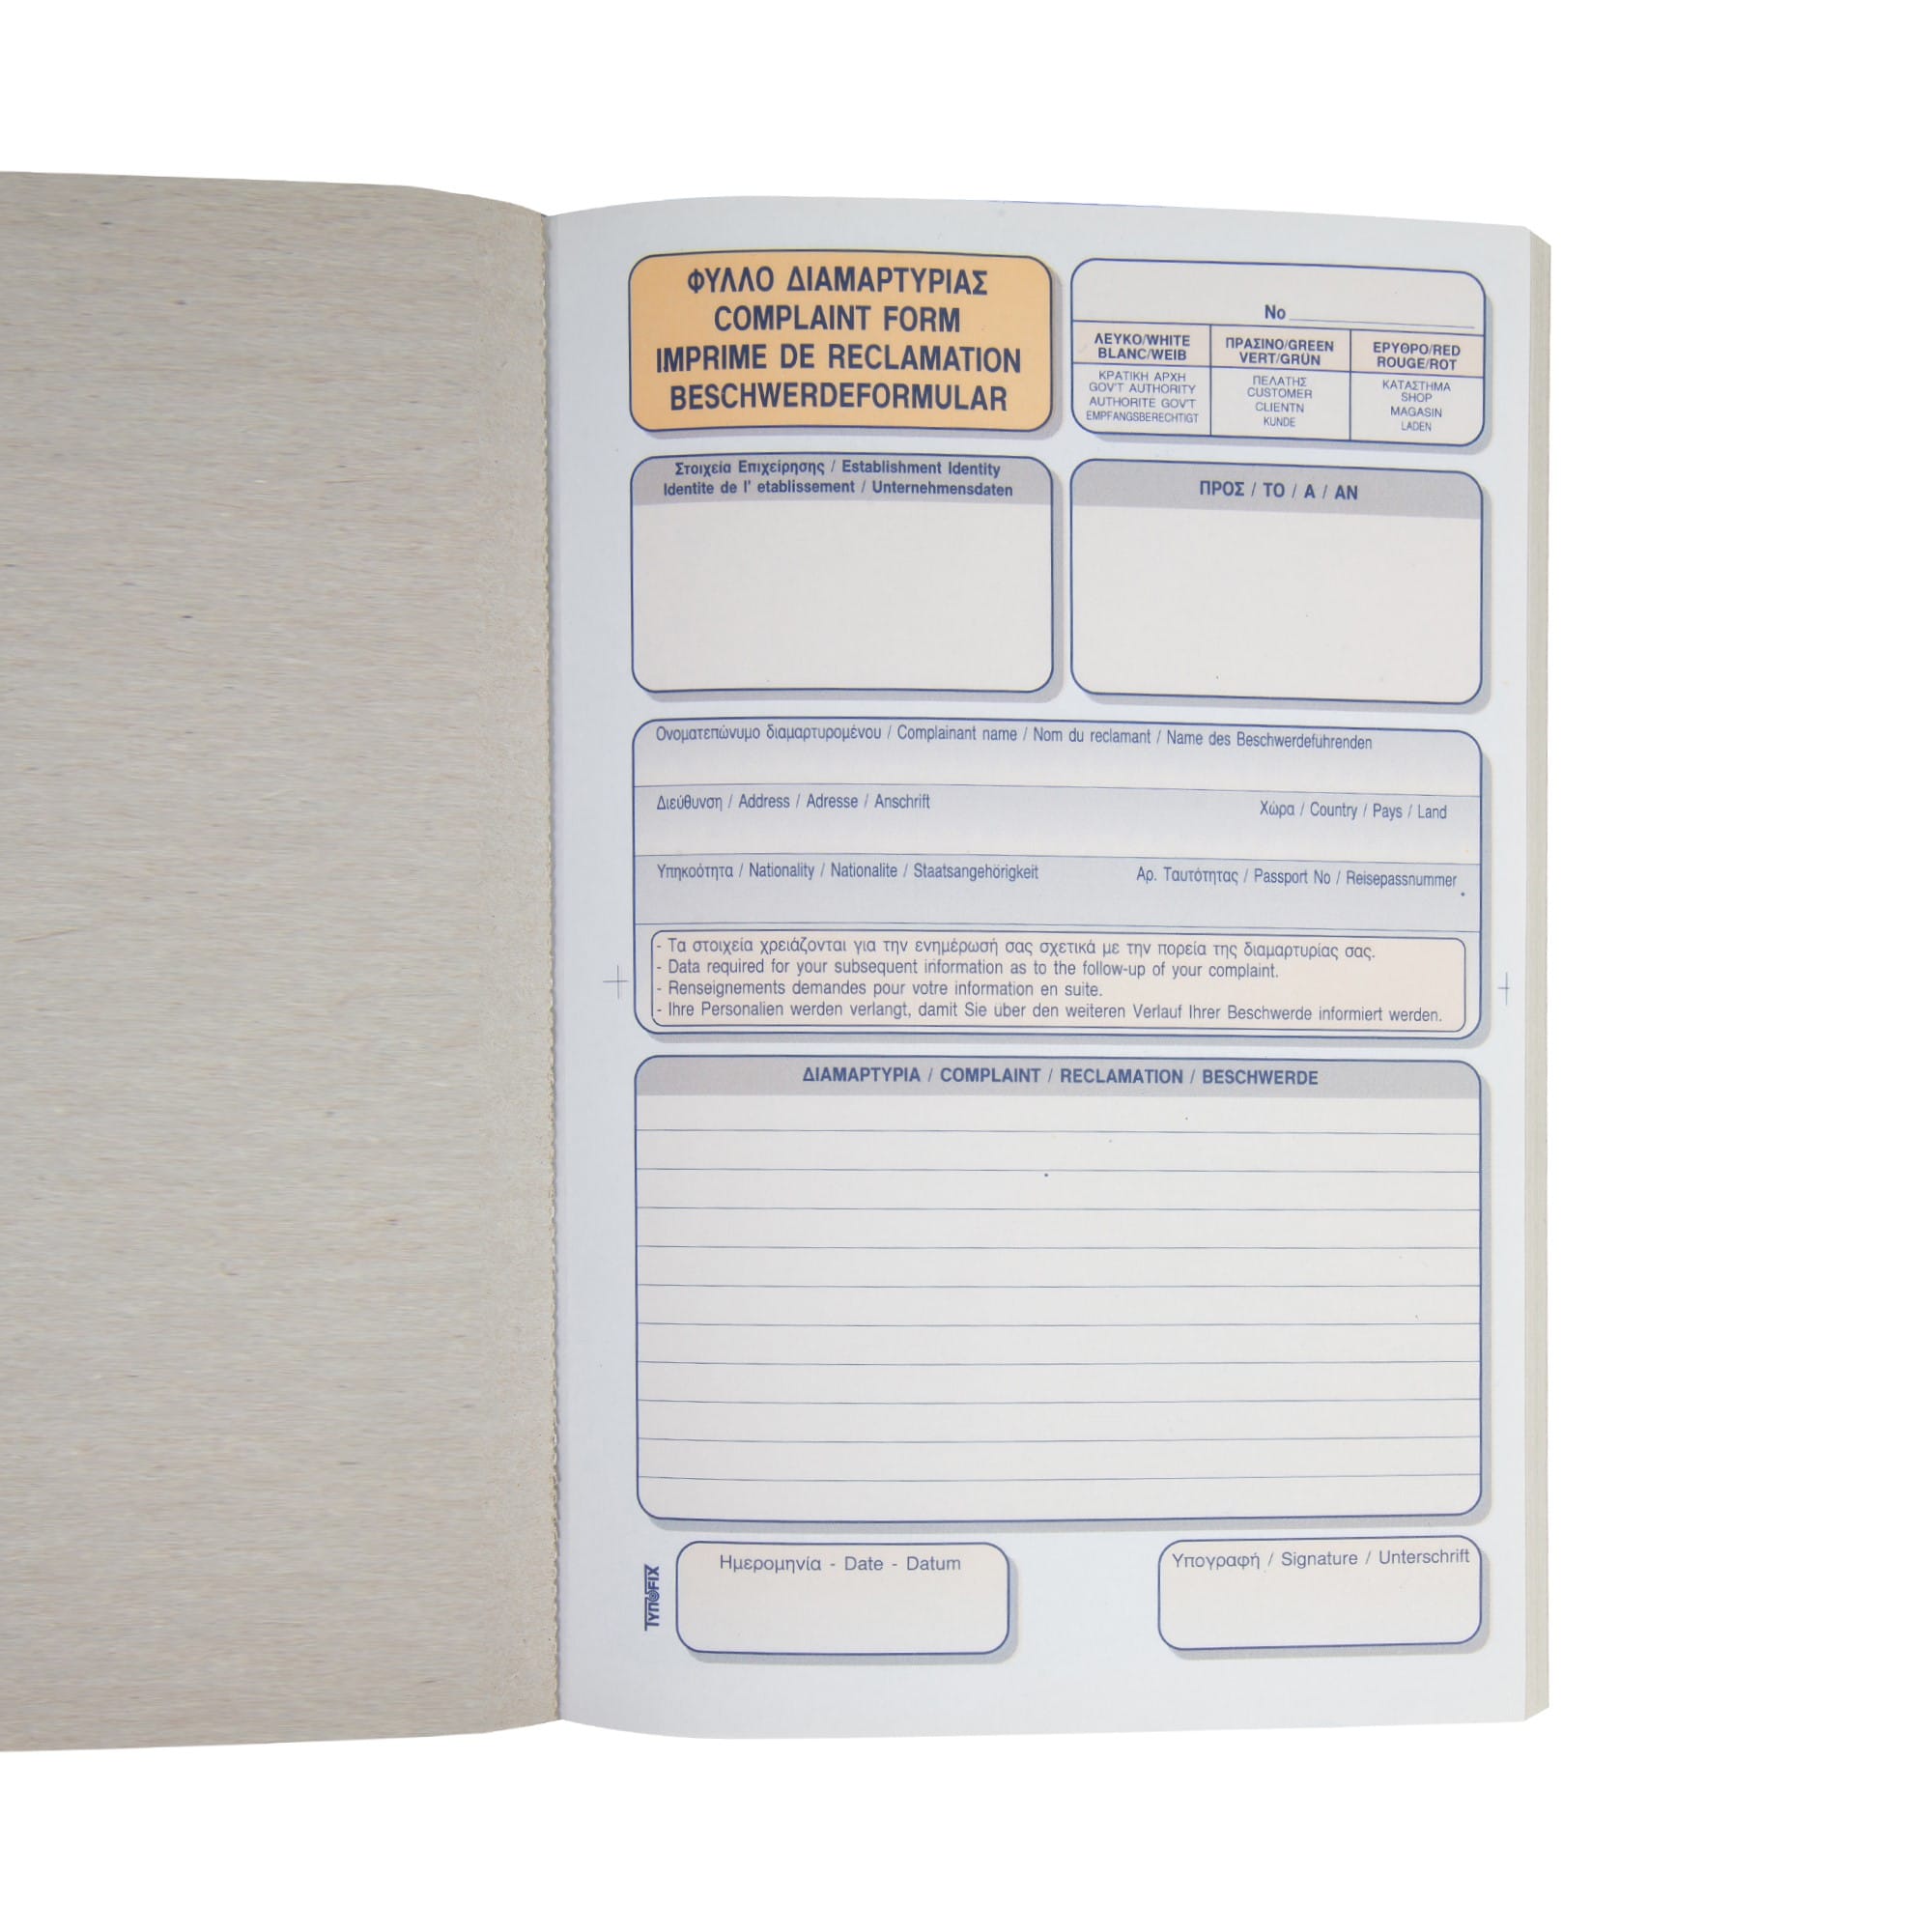 ΦΥΛΛΟ ΔΙΑΜΑΡΤΥΡΙΑΣ
COMPLAINT FORM
IMPRIME DE RECLAMATION
BESCHWERDEFORMULAR
No
ΛΕΥΚΟ/WHITE
BLANC/WEIB
ΚΡΑΤΙΚΗ ΑΡΧΗ
GOV'T AUTHORITY
AUTHORITE GOV'T
EMPFANGSBERECHTIGT
ΠΡΑΣΙΝΟ/GREEN
VERT/GRÜN
ΠΕΛΑΤΗΣ
CUSTOMER
CLIENTN
KUNDE
ΕΡΥΘΡΟ/RED
ROUGE/ROT
ΚΑΤΑΣΤΗΜΑ
SHOP
MAGASIN
LADEN
Στοιχεία Επιχείρησης / Establishment Identity
Identite de l' etablissement / Unternehmensdaten
ΠΡΟΣ / TO / A / AN
Ονοματεπώνυμο διαμαρτυρομένου / Complainant name / Nom du reclamant / Name des Beschwerdeführenden
Διεύθυνση / Address / Adresse / Anschrift
Χώρα / Country / Pays / Land
Υπηκοότητα / Nationality / Nationalite / Staatsangehörigkeit
Αρ. Ταυτότητας / Passport No / Reisepassnummer
- Τα στοιχεία χρειάζονται για την ενημέρωσή σας σχετικά με την πορεία της διαμαρτυρίας σας.
- Data required for your subsequent information as to the follow-up of your complaint.
- Renseignements demandes pour votre information en suite.
- Ihre Personalien werden verlangt, damit Sie über den weiteren Verlauf Ihrer Beschwerde informiert werden.
ΔΙΑΜΑΡΤΥΡΙΑ / COMPLAINT / RECLAMATION / BESCHWERDE
Ημερομηνία - Date - Datum
Υπογραφή / Signature / Unterschrift
ΤΥΠΟFIX